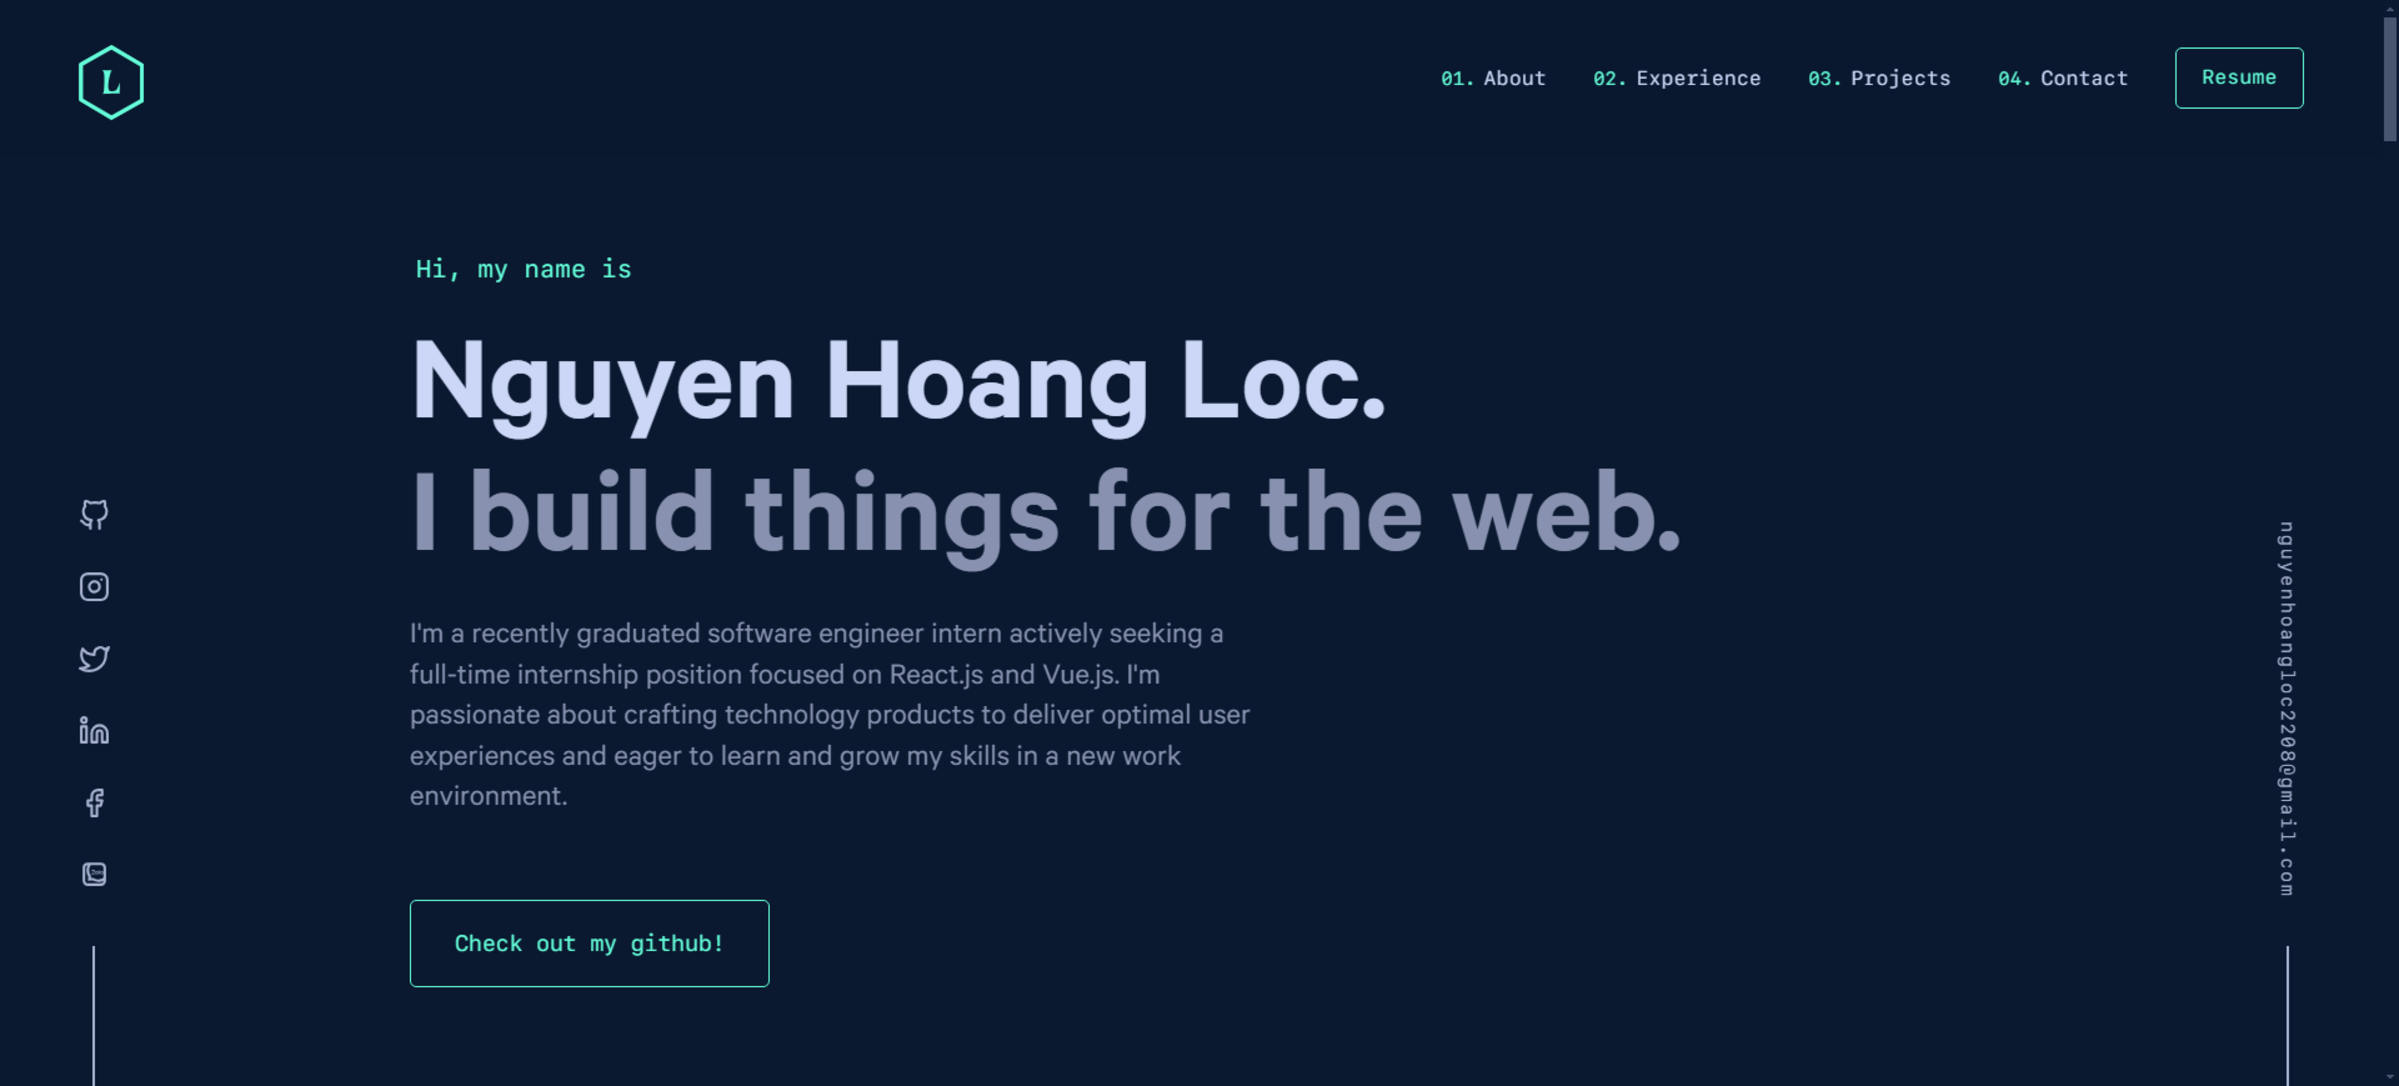 L
01. About 02. Experience 03. Projects 04. Contact Resume
Hi, my name is
Nguyen Hoang Loc.
I build things for the web.
I'm a recently graduated software engineer intern actively seeking a
full-time internship position focused on React.js and Vue.js. I'm
passionate about crafting technology products to deliver optimal user
experiences and eager to learn and grow my skills in a new work
environment.
Check out my github!
nguyenhoangloc2208@gmail.com